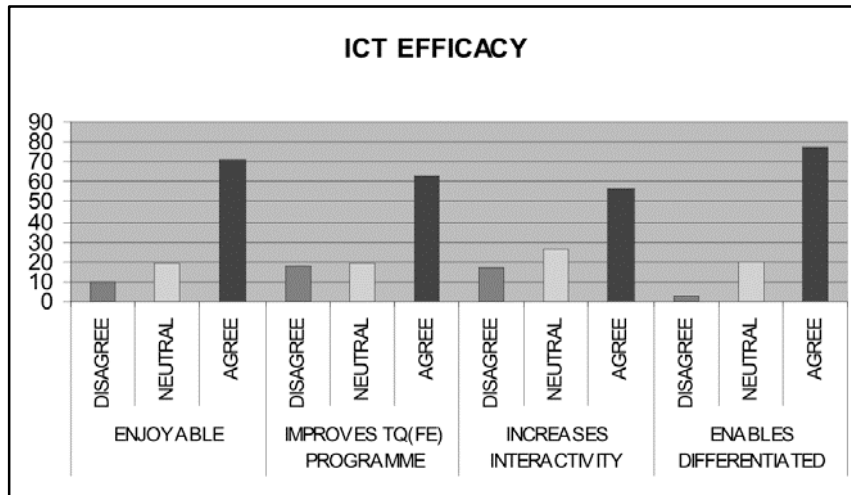 ICT EFFICACY
90
80
70
60
50
40
30
20
10
0
DISAGREE
NEUTRAL
AGREE
DISAGREE
NEUTRAL
AGREE
DISAGREE
NEUTRAL
AGREE
DISAGREE
NEUTRAL
AGREE
ENJOYABLE
IMPROVES TQ(FE)
PROGRAMME
INCREASES
INTERACTIVITY
ENABLES
DIFFERENTIATED